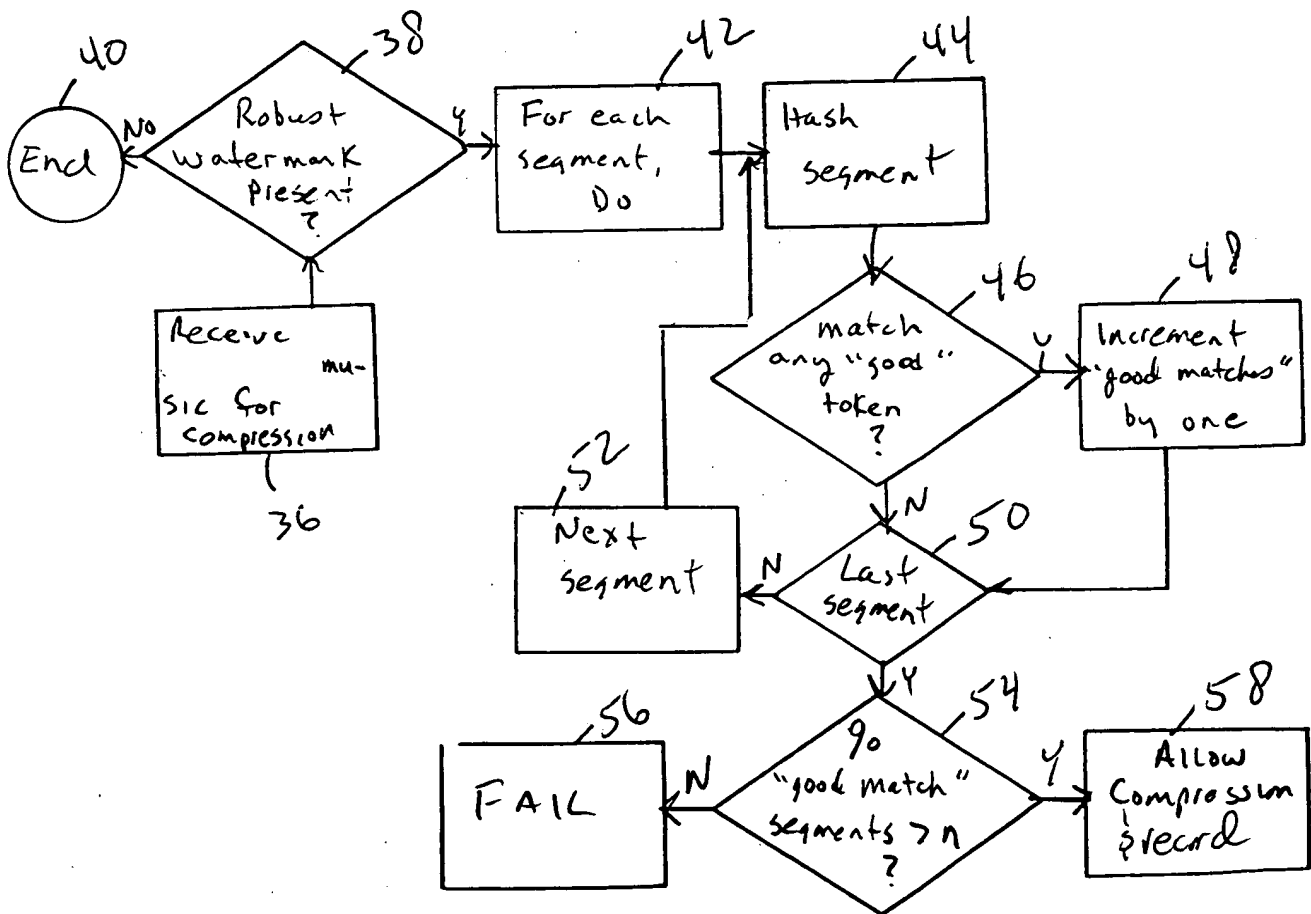 40
End
No
38
Robust
watermark
present
?
Y
42
For each
segment,
Do
44
Hash
segment
Receive
mu-
sic for
compression
36
46
match
any "good"
token
?
Y
48
Increment
"good matches"
by one
N
52
Next
segment
N
50
Last
segment
Y
56
FAIL
N
54
%
"good match"
segments > n
?
Y
58
Allow
Compression
& record